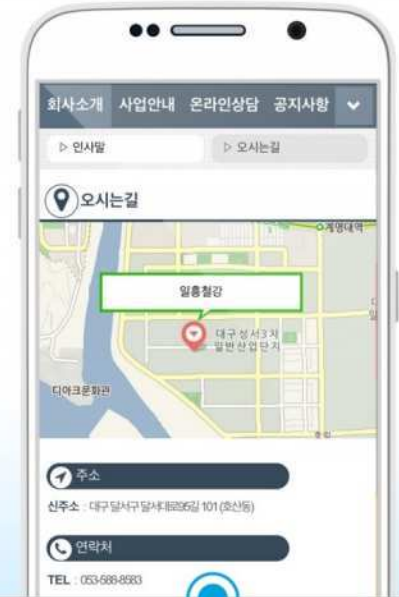 회사소개 사업안내 온라인상담 공지사항
▷ 인사말 ▷ 오시는길
오시는길
계명대역
일흥철강
대구성서3차
일반산업단지
디아크문화관
주소
신주소 : 대구 달서구 달서대로95길 101 (호산동)
연락처
TEL : 053-588-8583